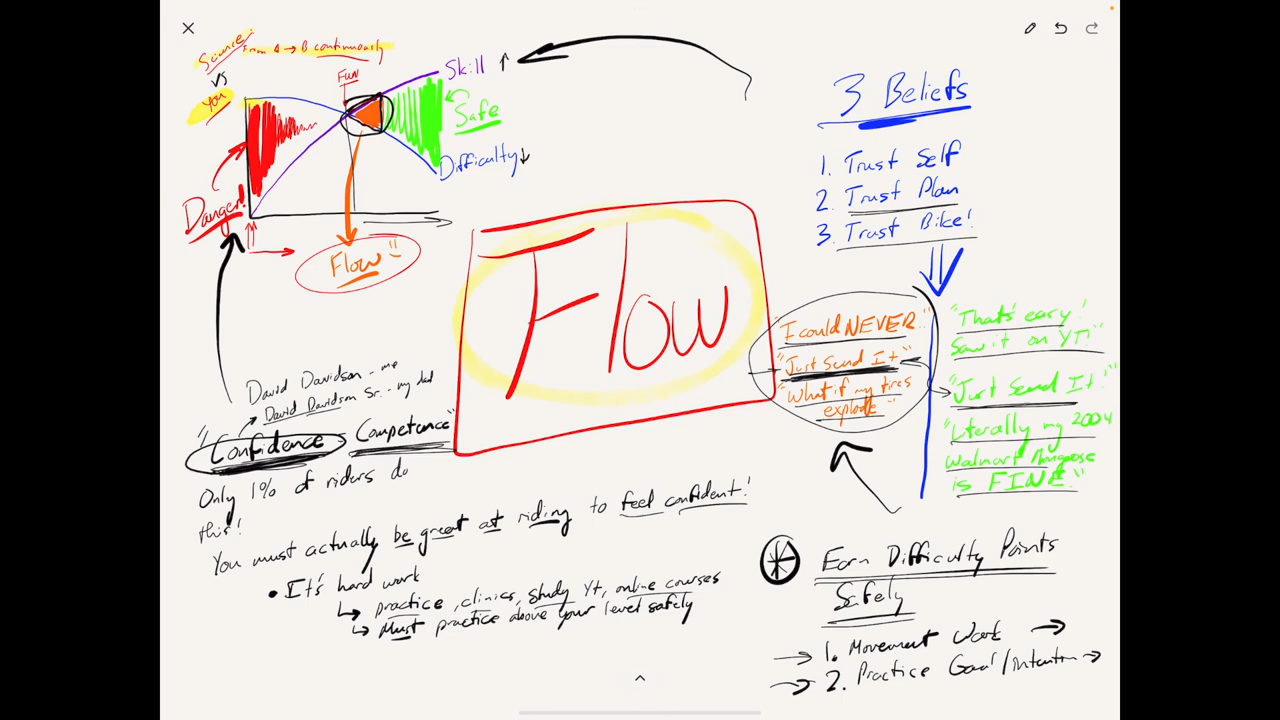 Science From A → B continuously
vs
You
Fun
Skill ↑
Safe
Difficulty ↓
Danger!
Flow
Flow
3 Beliefs
1. Trust Self
2. Trust Plan
3. Trust Bike!
"I could NEVER.."
"Just Send It"
"What if my tires
explode"
"That's easy!
Saw it on YT!"
"Just Send It!"
"Literally my 2004
Walmart Mongoose
is FINE."
David Davidson - me
David Davidson Sr. - my dad
"Confidence Competence"
Only 1% of riders do
this!
You must actually be great at riding to feel confident!
• It's hard work
↳ practice, clinics, study YT, online courses
↳ Must practice above your level safely
Earn Difficulty Points
Safely
→ 1. Movement Work →
→ 2. Practice Goal/intention →